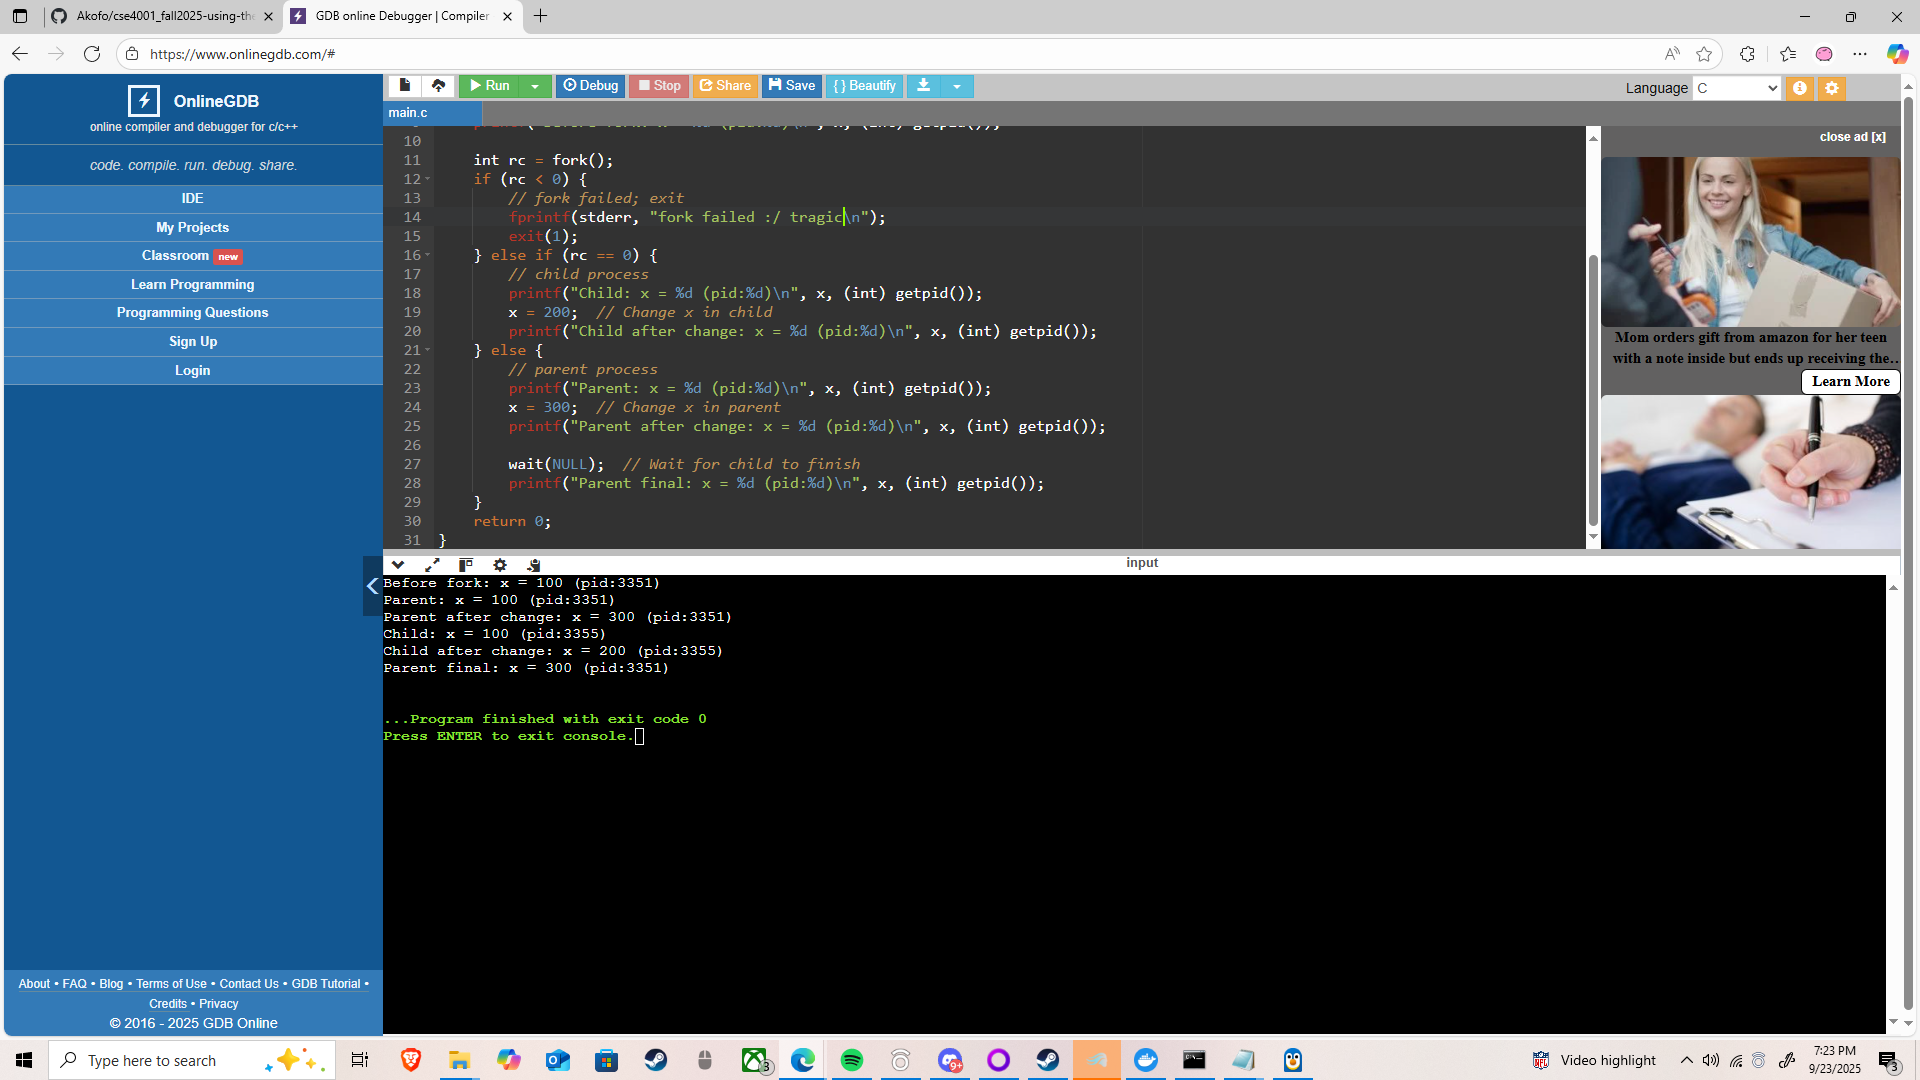 Akofo/cse4001_fall2025-using-the
GDB online Debugger | Compiler
https://www.onlinegdb.com/#
OnlineGDB
online compiler and debugger for c/c++
code. compile. run. debug. share.
IDE
My Projects
Classroom new
Learn Programming
Programming Questions
Sign Up
Login
About • FAQ • Blog • Terms of Use • Contact Us • GDB Tutorial •
Credits • Privacy
© 2016 - 2025 GDB Online
Run Debug Stop Share Save { } Beautify
Language C
main.c
10
11 int rc = fork();
12 if (rc < 0) {
13 // fork failed; exit
14 fprintf(stderr, "fork failed :/ tragic\n");
15 exit(1);
16 } else if (rc == 0) {
17 // child process
18 printf("Child: x = %d (pid:%d)\n", x, (int) getpid());
19 x = 200;  // Change x in child
20 printf("Child after change: x = %d (pid:%d)\n", x, (int) getpid());
21 } else {
22 // parent process
23 printf("Parent: x = %d (pid:%d)\n", x, (int) getpid());
24 x = 300;  // Change x in parent
25 printf("Parent after change: x = %d (pid:%d)\n", x, (int) getpid());
26
27 wait(NULL);  // Wait for child to finish
28 printf("Parent final: x = %d (pid:%d)\n", x, (int) getpid());
29 }
30 return 0;
31 }
close ad [x]
Mom orders gift from amazon for her teen
with a note inside but ends up receiving the...
Learn More
input
Before fork: x = 100 (pid:3351)
Parent: x = 100 (pid:3351)
Parent after change: x = 300 (pid:3351)
Child: x = 100 (pid:3355)
Child after change: x = 200 (pid:3355)
Parent final: x = 300 (pid:3351)
...Program finished with exit code 0
Press ENTER to exit console.
Type here to search
3
9+
Video highlight
7:23 PM
9/23/2025
3